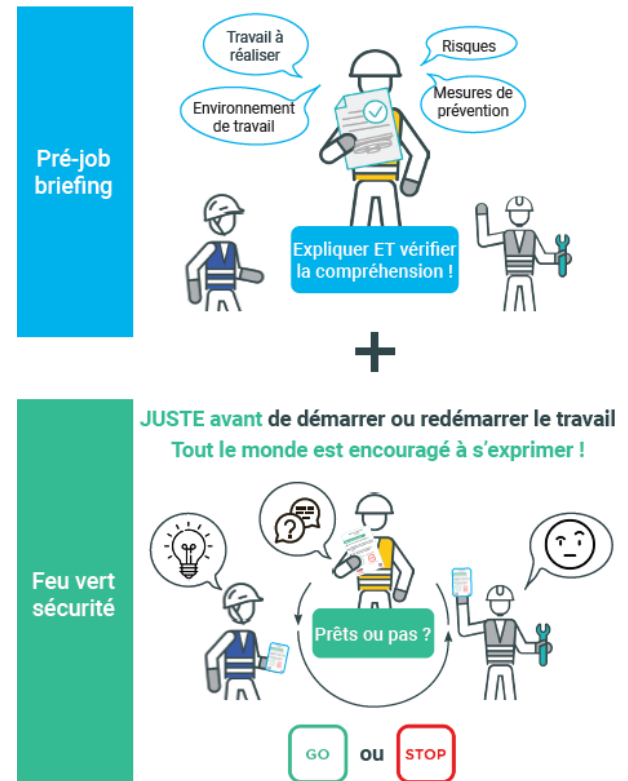 Travail à
réaliser
Risques
Environnement
de travail
Mesures de
prévention
Pré-job
briefing
Expliquer ET vérifier
la compréhension !
+
JUSTE avant de démarrer ou redémarrer le travail
Tout le monde est encouragé à s’exprimer !
?
Feu vert
sécurité
Prêts ou pas ?
GO ou STOP